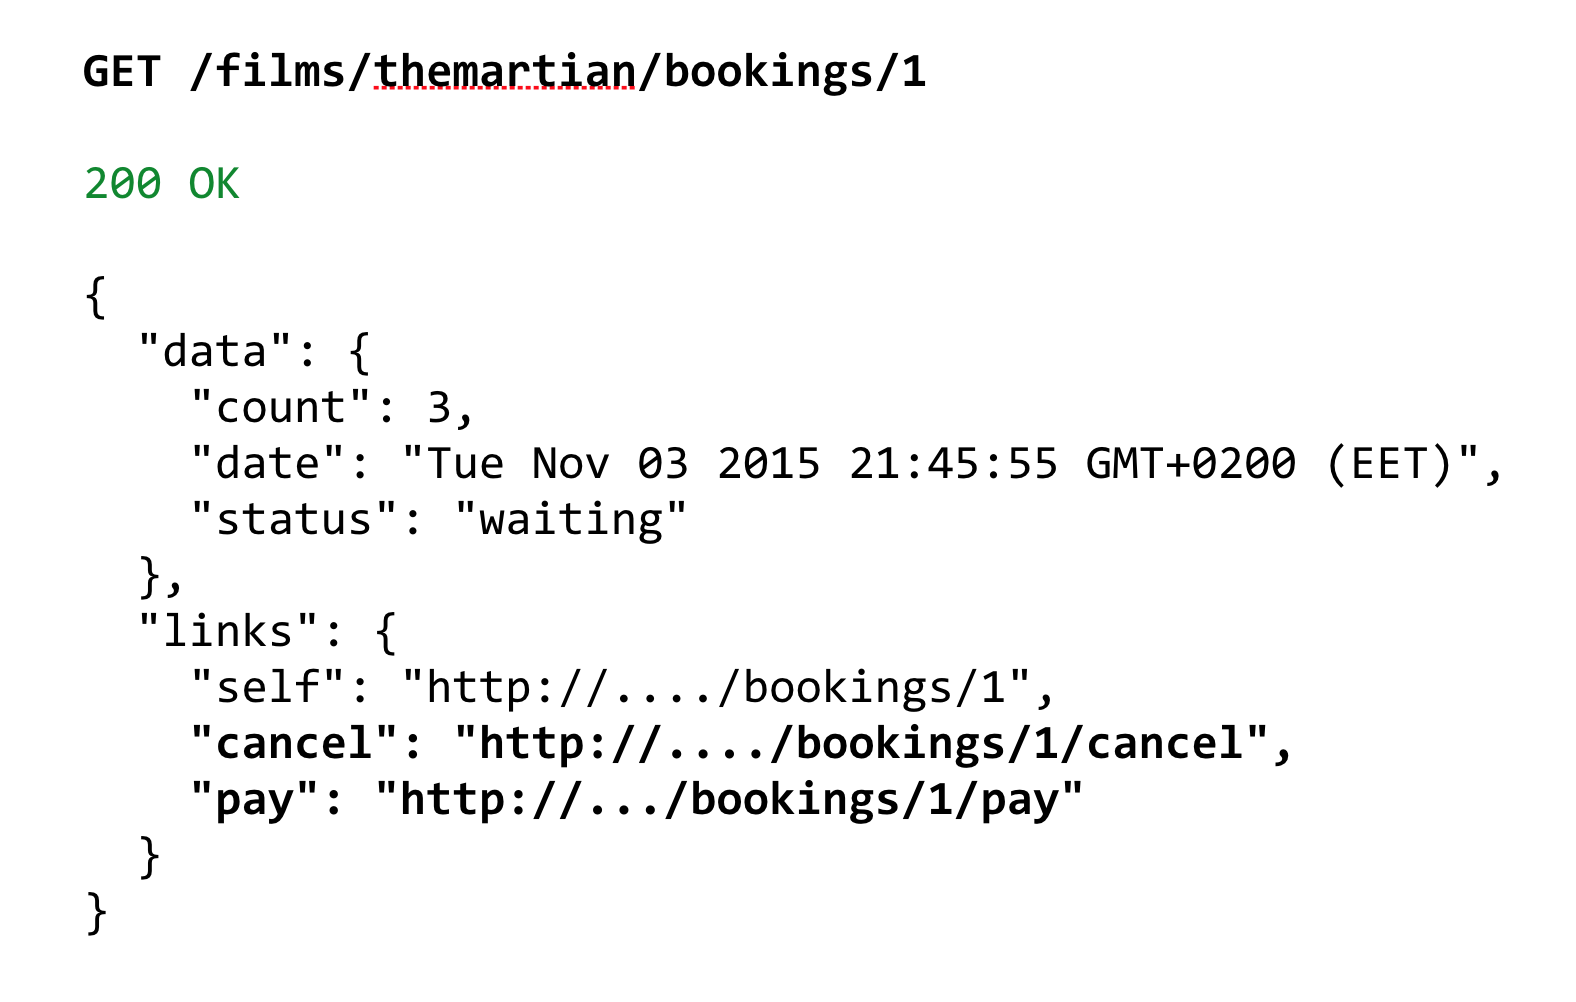 GET /films/themartian/bookings/1
200 OK
{
  "data": {
    "count": 3,
    "date": "Tue Nov 03 2015 21:45:55 GMT+0200 (EET)",
    "status": "waiting"
  },
  "links": {
    "self": "http://..../bookings/1",
    "cancel": "http://..../bookings/1/cancel",
    "pay": "http://.../bookings/1/pay"
  }
}